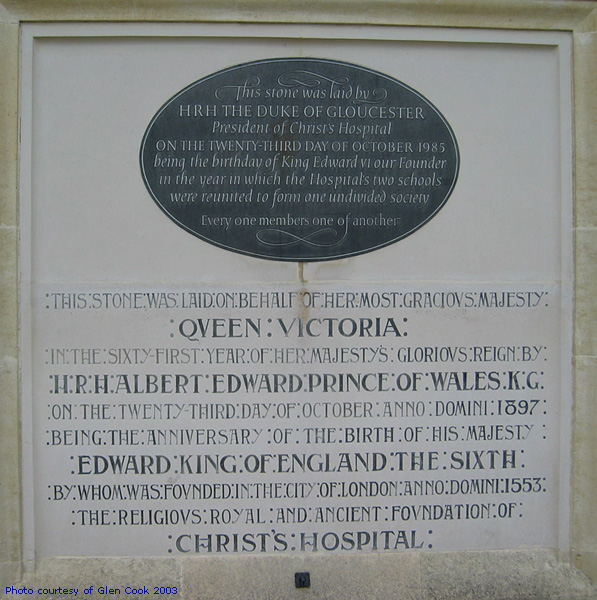 This stone was laid by
HRH THE DUKE OF GLOUCESTER
President of Christ's Hospital
ON THE TWENTY-THIRD DAY OF OCTOBER 1985
being the birthday of King Edward VI our Founder
in the year in which the Hospital's two schools
were reunited to form one undivided society
Every one members one of another
:THIS:STONE:WAS:LAID:ON:BEHALF:OF:HER:MOST:GRACIOVS:MAJESTY:
:QVEEN:VICTORIA:
:IN:THE:SIXTY-FIRST:YEAR:OF:HER:MAJESTY'S:GLORIOVS:REIGN:BY:
H:R:H:ALBERT:EDWARD:PRINCE:OF:WALES:K:G:
ON:THE:TWENTY-THIRD:DAY:OF:OCTOBER:ANNO:DOMINI:1897:
:BEING:THE:ANNIVERSARY:OF:THE:BIRTH:OF:HIS:MAJESTY:
:EDWARD:KING:OF:ENGLAND:THE:SIXTH:
:BY:WHOM:WAS:FOVNDED:IN:THE:CITY:OF:LONDON:ANNO:DOMINI:1553:
:THE:RELIGIOVS:ROYAL:AND:ANCIENT:FOVNDATION:OF:
:CHRIST'S:HOSPITAL:
Photo courtesy of Glen Cook 2003